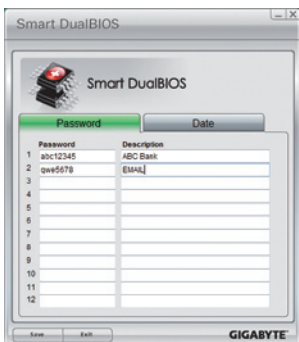 Smart DualBIOS
Smart DualBIOS
Password Date
Password Description
1 abc12345 ABC Bank
2 qwe5678 EMAIL
3
4
5
6
7
8
9
10
11
12
Save Exit GIGABYTE